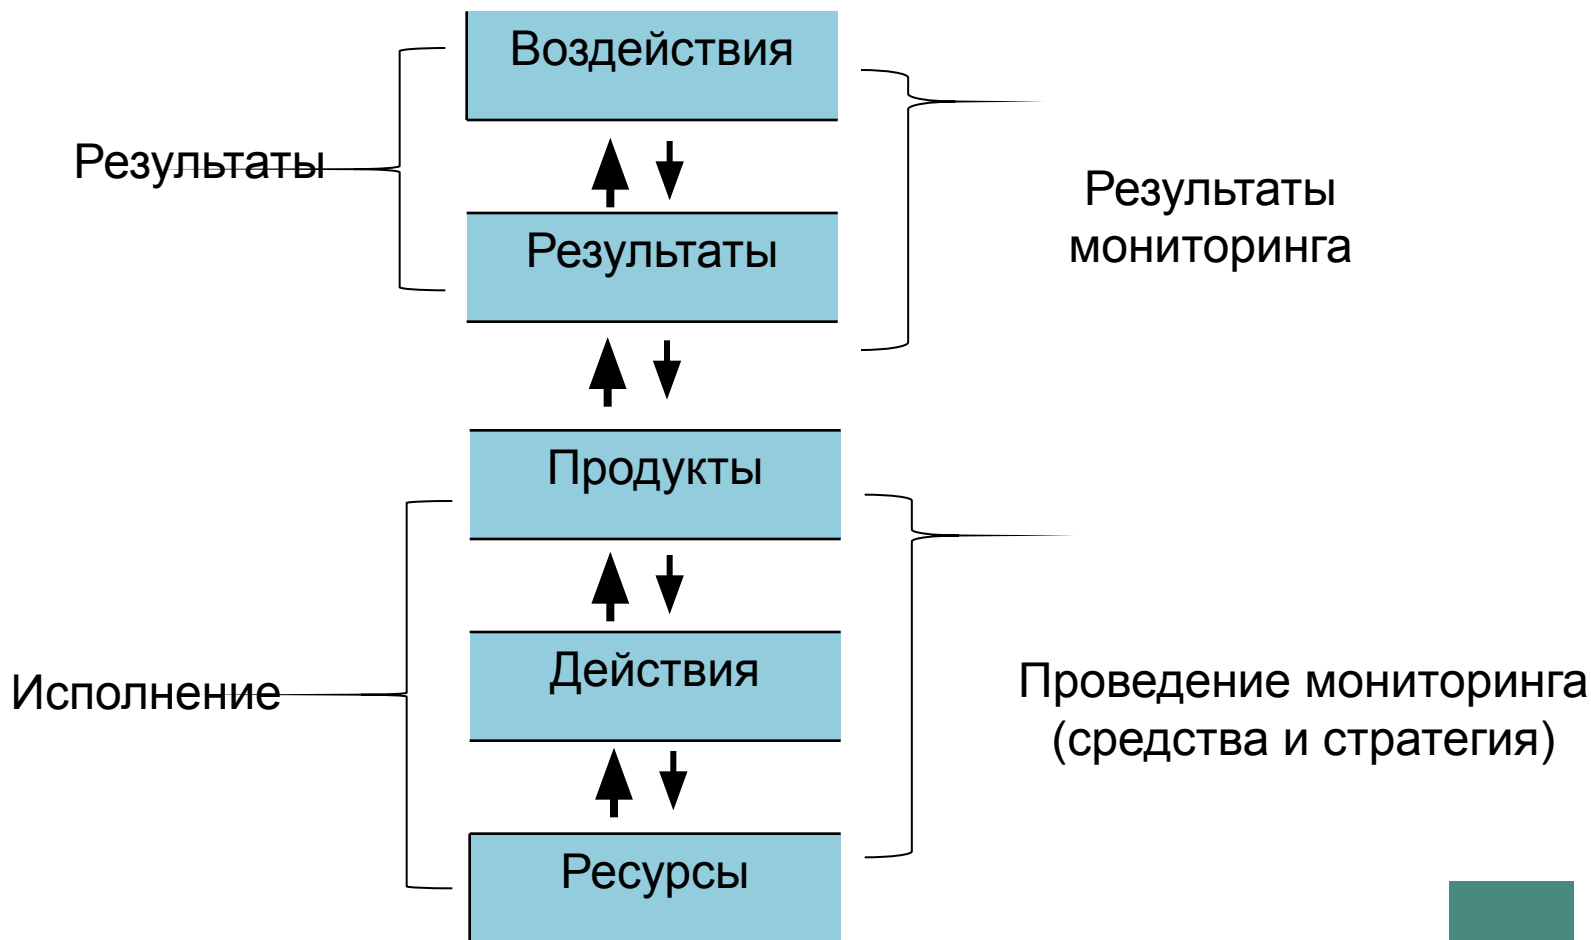 Воздействия
Результаты
Результаты
мониторинга
Результаты
Продукты
Действия
Исполнение
Проведение мониторинга
(средства и стратегия)
Ресурсы